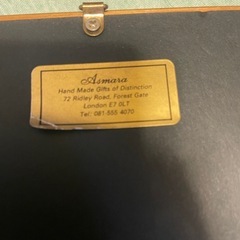 Asmara
Hand Made Gifts of Distinction
72 Ridley Road, Forest Gate
London E7 0LT
Tel: 081 555 4070